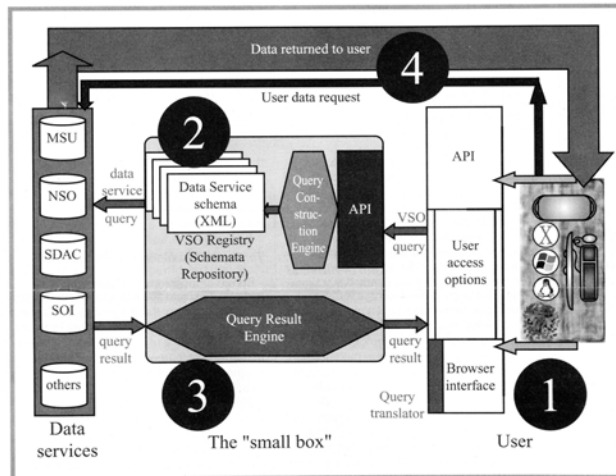 Data returned to user
4
User data request
MSU
NSO
SDAC
SOI
others
Data
services
data
service
query
2
Data Service
schema
(XML)
VSO Registry
(Schemata
Repository)
Query
Con-
struction
Engine
API
VSO
query
API
User
access
options
X
query
result
Query Result
Engine
query
result
Browser
interface
Query
translator
3
The "small box"
1
User